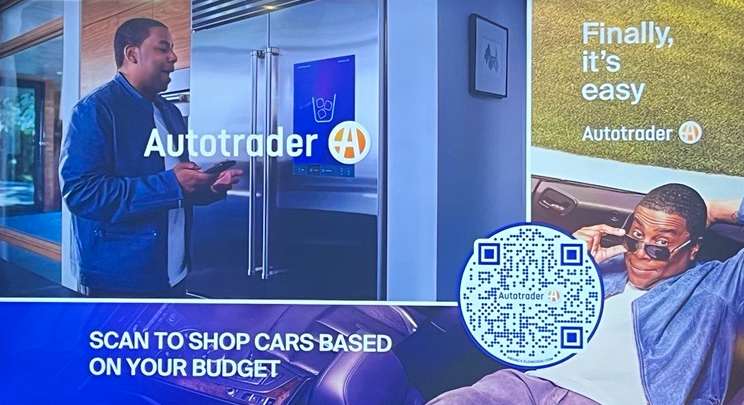 Autotrader
Finally,
it's
easy
Autotrader
Autotrader
SCAN TO SHOP CARS BASED
ON YOUR BUDGET